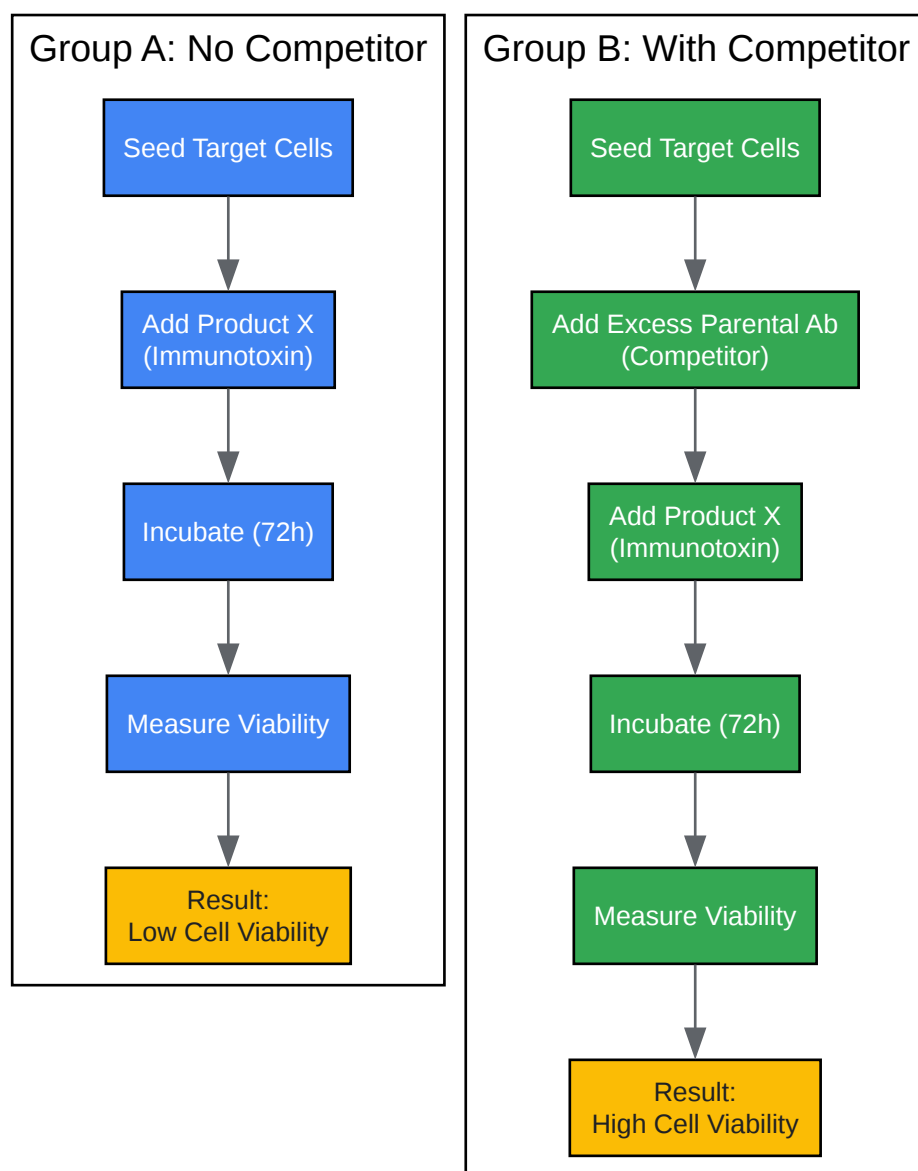 Group A: No Competitor
Seed Target Cells
Add Product X
(Immunotoxin)
Incubate (72h)
Measure Viability
Result:
Low Cell Viability
Group B: With Competitor
Seed Target Cells
Add Excess Parental Ab
(Competitor)
Add Product X
(Immunotoxin)
Incubate (72h)
Measure Viability
Result:
High Cell Viability